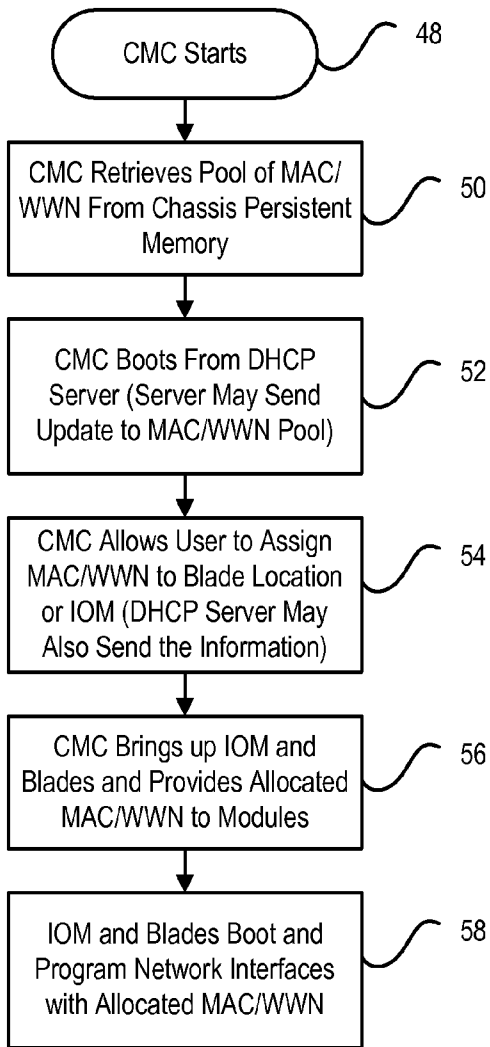 CMC Starts
48
CMC Retrieves Pool of MAC/
WWN From Chassis Persistent
Memory
50
CMC Boots From DHCP
Server (Server May Send
Update to MAC/WWN Pool)
52
CMC Allows User to Assign
MAC/WWN to Blade Location
or IOM (DHCP Server May
Also Send the Information)
54
CMC Brings up IOM and
Blades and Provides Allocated
MAC/WWN to Modules
56
IOM and Blades Boot and
Program Network Interfaces
with Allocated MAC/WWN
58